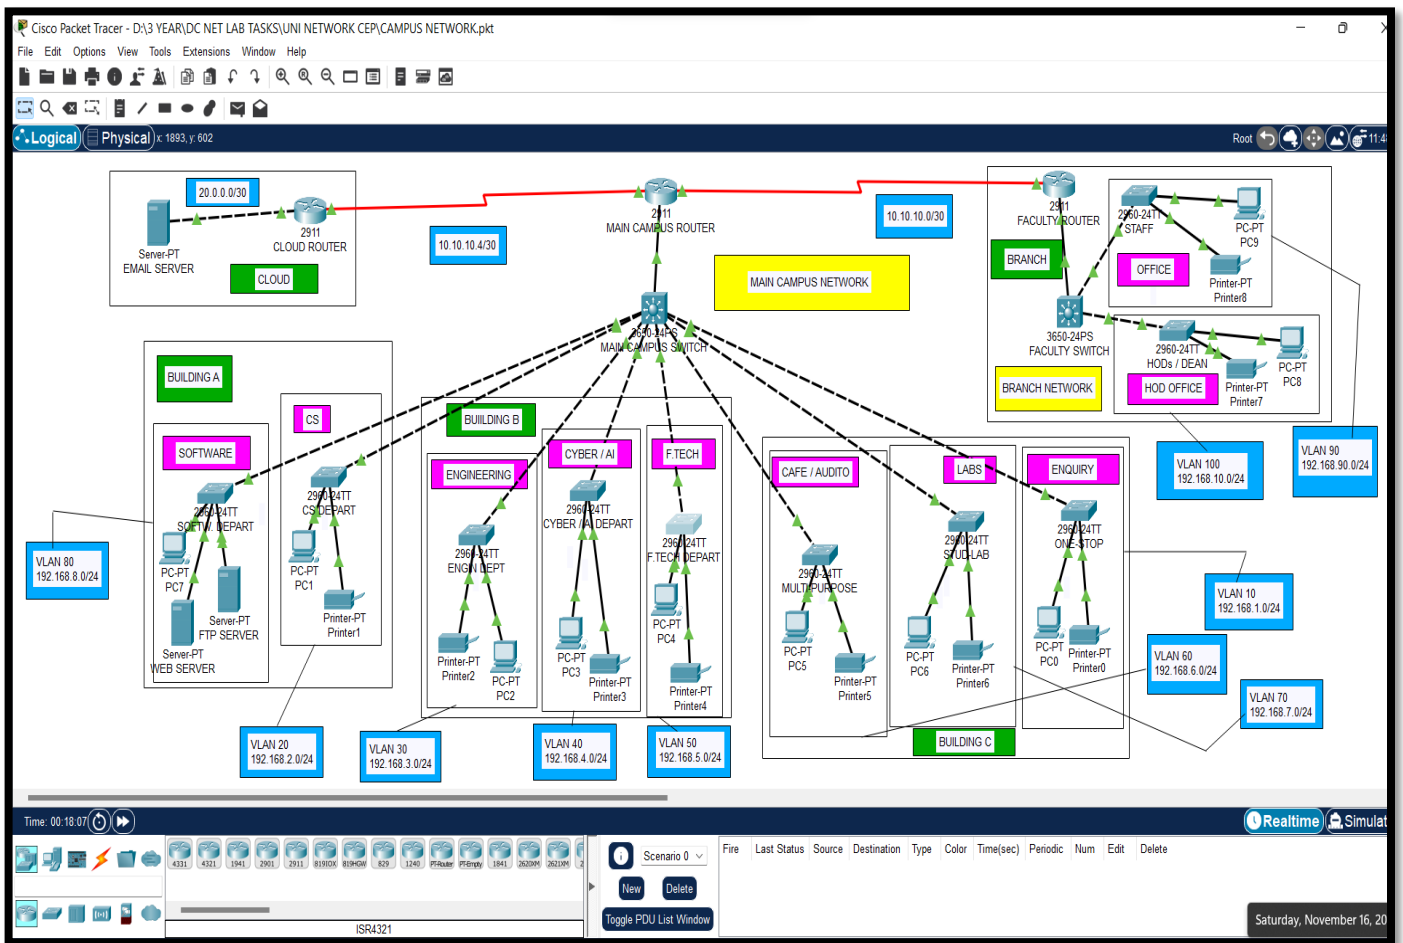 Cisco Packet Tracer - D:\3 YEAR\DC NET LAB TASKS\UNI NETWORK CEP\CAMPUS NETWORK.pkt
File Edit Options View Tools Extensions Window Help
Logical Physical x: 1893, y: 602 Root 11:48
20.0.0.0/30
Server-PT
EMAIL SERVER
2911
CLOUD ROUTER
CLOUD
10.10.10.4/30
2911
MAIN CAMPUS ROUTER
MAIN CAMPUS NETWORK
10.10.10.0/30
2911
FACULTY ROUTER
BRANCH
2960-24TT
STAFF
OFFICE
PC-PT
PC9
Printer-PT
Printer8
3650-24PS
FACULTY SWITCH
BRANCH NETWORK
2960-24TT
HODs / DEAN
HOD OFFICE
PC-PT
PC8
Printer-PT
Printer7
VLAN 100
192.168.10.0/24
VLAN 90
192.168.90.0/24
3650-24PS
MAIN CAMPUS SWITCH
BUILDING A
SOFTWARE
2960-24TT
SOFTW. DEPART
PC-PT
PC7
Server-PT
FTP SERVER
Server-PT
WEB SERVER
CS
2960-24TT
CS DEPART
PC-PT
PC1
Printer-PT
Printer1
VLAN 80
192.168.8.0/24
VLAN 20
192.168.2.0/24
BUIILDING B
ENGINEERING
2960-24TT
ENGIN DEPT
Printer-PT
Printer2
PC-PT
PC2
VLAN 30
192.168.3.0/24
CYBER / AI
2960-24TT
CYBER / AI DEPART
PC-PT
PC3
Printer-PT
Printer3
VLAN 40
192.168.4.0/24
F.TECH
2960-24TT
F.TECH DEPART
PC-PT
PC4
Printer-PT
Printer4
VLAN 50
192.168.5.0/24
CAFE / AUDITO
2960-24TT
MULTI-PURPOSE
PC-PT
PC5
Printer-PT
Printer5
LABS
2960-24TT
STUD-LAB
PC-PT
PC6
Printer-PT
Printer6
ENQUIRY
2960-24TT
ONE-STOP
PC-PT
PC0
Printer-PT
Printer0
BUILDING C
VLAN 10
192.168.1.0/24
VLAN 60
192.168.6.0/24
VLAN 70
192.168.7.0/24
Time: 00:18:07 Realtime Simulat
4331 4321 1941 2901 2911 819IOX 819HGW 829 1240 PT-Router PT-Empty 1841 2620XM 2621XM 2
ISR4321
Scenario 0
New Delete
Toggle PDU List Window
Fire Last Status Source Destination Type Color Time(sec) Periodic Num Edit Delete
Saturday, November 16, 20